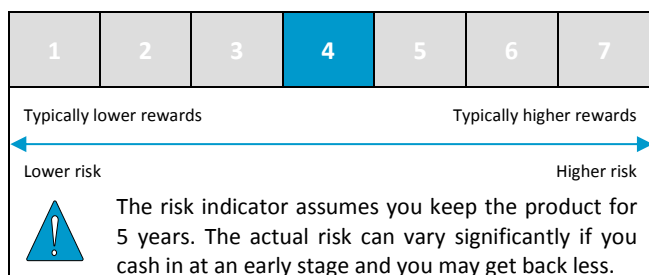 1 2 3 4 5 6 7
Typically lower rewards Typically higher rewards
Lower risk Higher risk
The risk indicator assumes you keep the product for
5 years. The actual risk can vary significantly if you
cash in at an early stage and you may get back less.